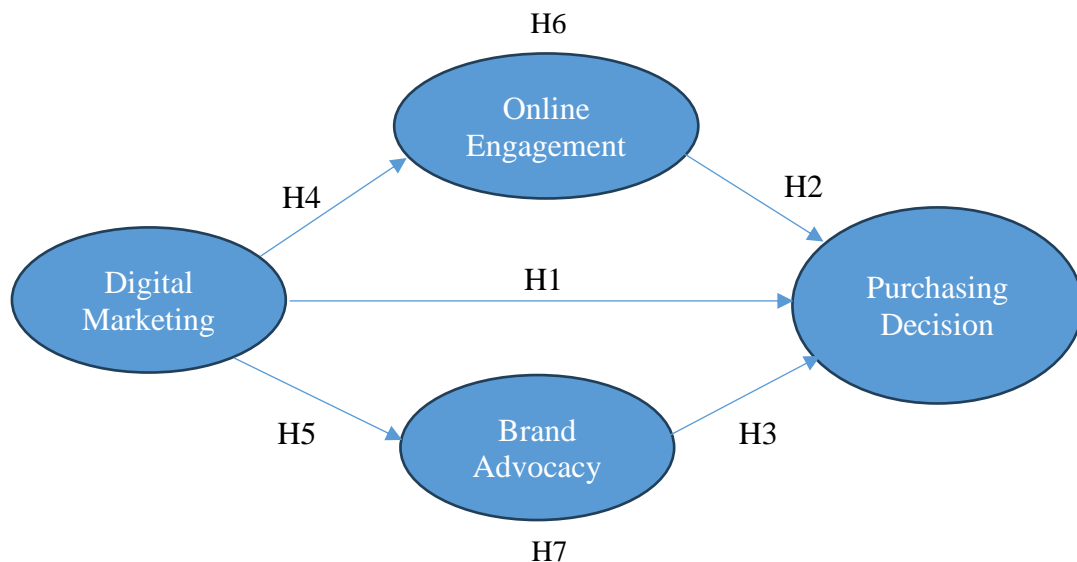 H6
Online
Engagement
H4
H2
Digital
Marketing
H1
Purchasing
Decision
H5
Brand
Advocacy
H3
H7